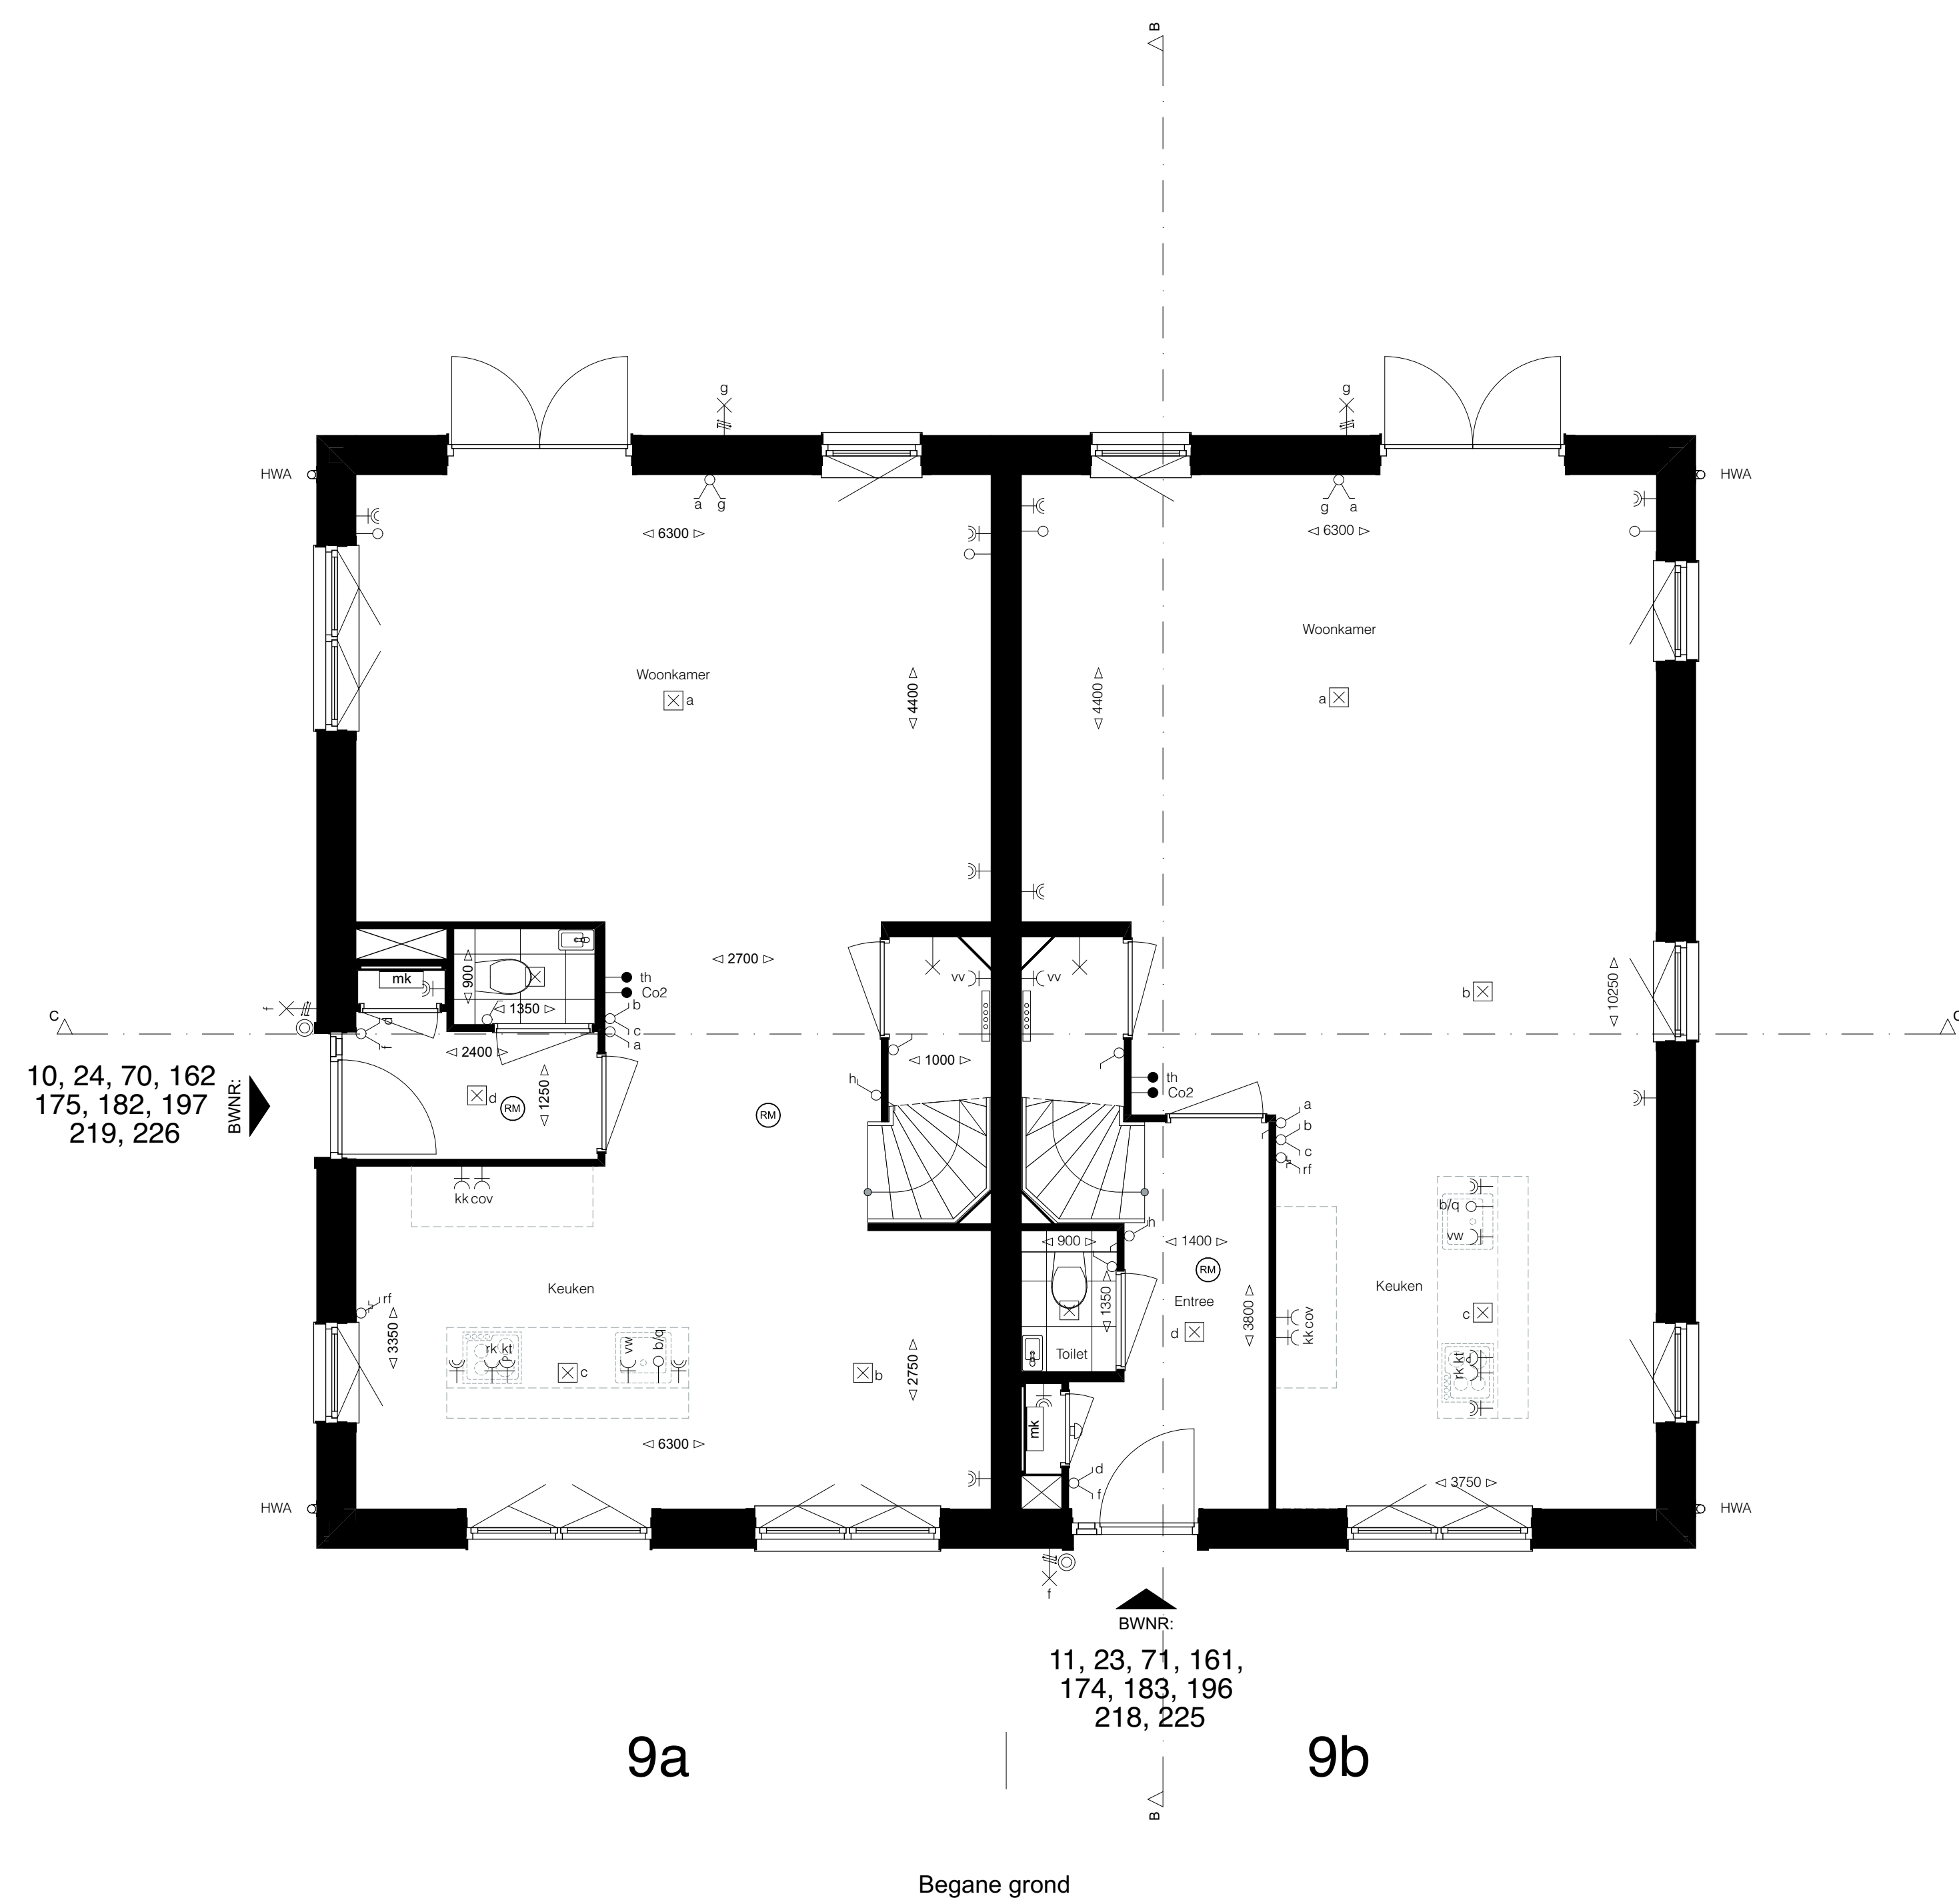 B
g
g
HWA
HWA
a g
g a
6300
6300
Woonkamer
Woonkamer
a
a
4400
4400
2700
b
10250
mk
900
1350
th
Co2
b
c
a
vv
vv
f
d
f
C
C
2400
1000
10, 24, 70, 162
175, 182, 197
219, 226
BWNR:
d
RM
1250
RM
h
th
Co2
a
b
c
rf
kk cov
b/q
vw
h
900
1400
RM
Keuken
Entree
Keuken
rf
3350
1350
3800
kk cov
c
d
Toilet
rk kt
vw
b/q
c
b
2750
rk kt
6300
mk
d
f
3750
HWA
HWA
f
BWNR:
11, 23, 71, 161,
174, 183, 196
218, 225
9a
9b
B
Begane grond